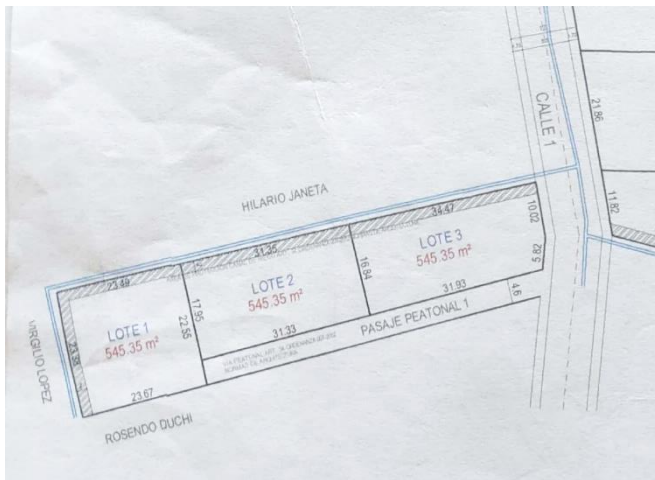 CALLE 1
21.86
11.82
HILARIO JANETA
34.47
10.02
LOTE 3
545.35 m²
5.82
31.35
16.84
LOTE 2
545.35 m²
31.93
4.6
23.49
17.95
22.55
31.33
PASAJE PEATONAL 1
LOTE 1
545.35 m²
VIRGILIO LOPEZ
23.67
ROSENDO DUCHI